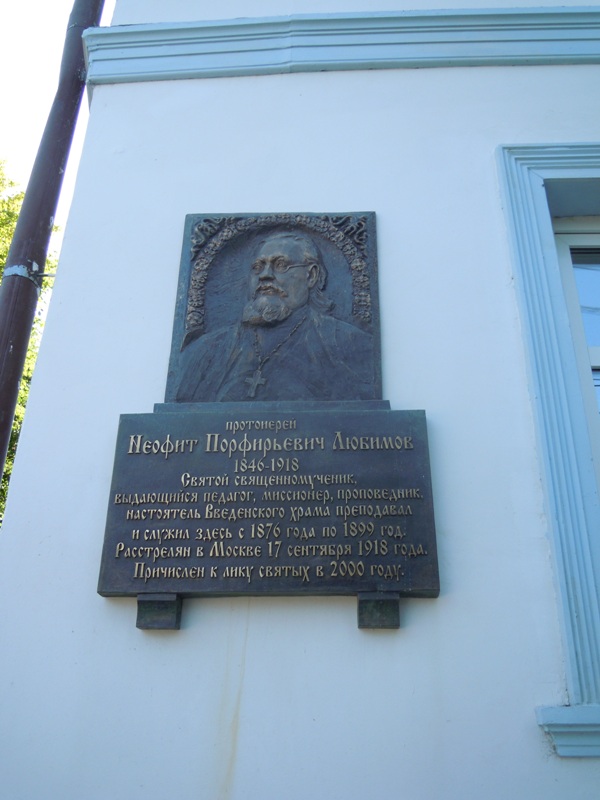 протоиереи
Неофит Порфирьевич Любимов
1846-1918
Святой священномученик,
выдающийся педагог, миссионер, проповедник.
настоятель Введенского храма преподавал
и служил здесь с 1876 года по 1899 год.
Расстрелян в Москве 17 сентября 1918 года.
Причислен к лику святых в 2000 году.